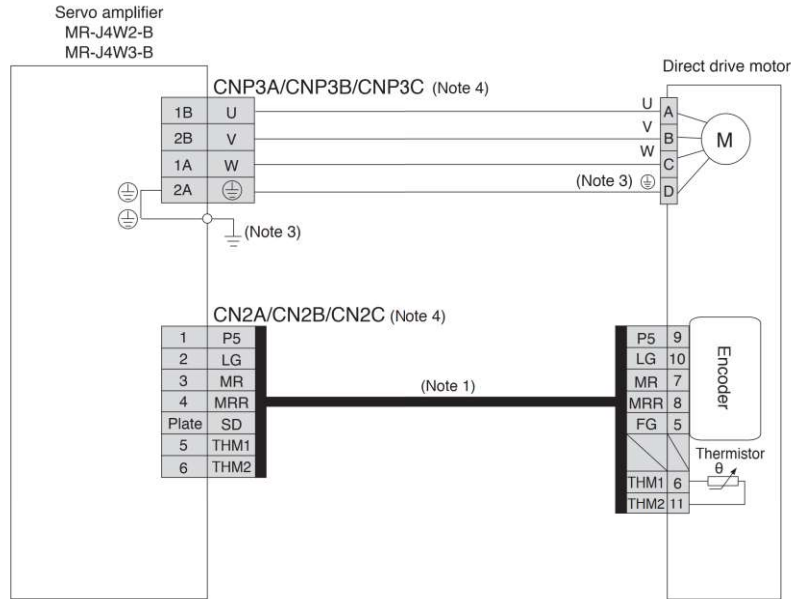 Servo amplifier
MR-J4W2-B
MR-J4W3-B
Direct drive motor
CNP3A/CNP3B/CNP3C (Note 4)
1B U
2B V
1A W
2A
U A
V B
W C
(Note 3) D
M
(Note 3)
CN2A/CN2B/CN2C (Note 4)
1 P5
2 LG
3 MR
4 MRR
Plate SD
5 THM1
6 THM2
(Note 1)
P5 9
LG 10
MR 7
MRR 8
FG 5
THM1 6
THM2 11
Encoder
Thermistor
θ